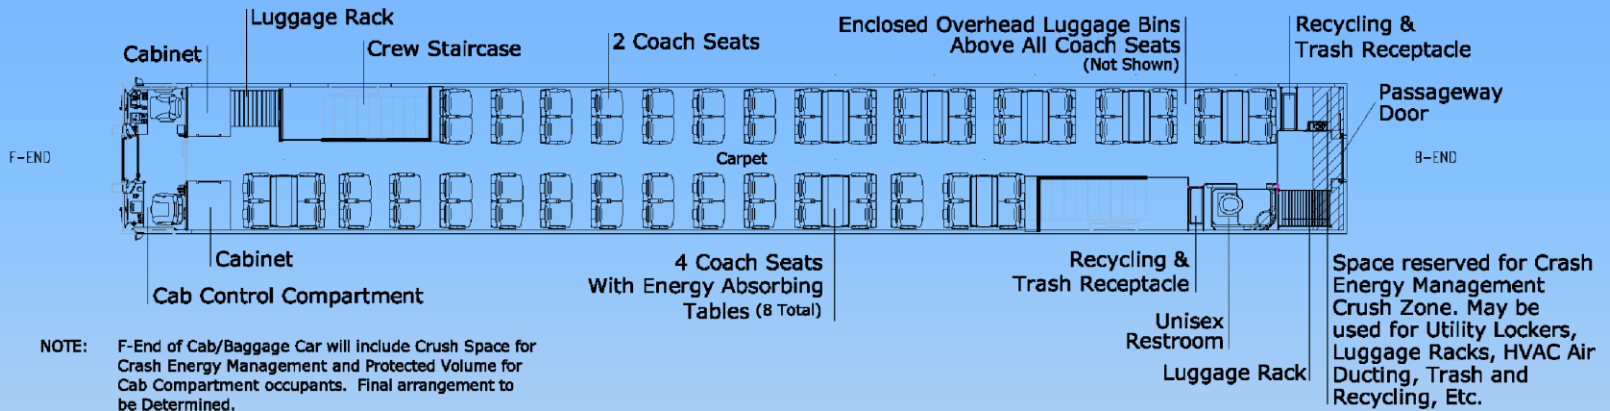 Luggage Rack
Cabinet
Crew Staircase
2 Coach Seats
Enclosed Overhead Luggage Bins
Above All Coach Seats
(Not Shown)
Recycling &
Trash Receptacle
Passageway
Door
F-END
Carpet
B-END
Cabinet
Cab Control Compartment
4 Coach Seats
With Energy Absorbing
Tables (8 Total)
Recycling &
Trash Receptacle
Unisex
Restroom
Luggage Rack
Space reserved for Crash
Energy Management
Crush Zone. May be
used for Utility Lockers,
Luggage Racks, HVAC Air
Ducting, Trash and
Recycling, Etc.
NOTE: F-End of Cab/Baggage Car will include Crush Space for
Crash Energy Management and Protected Volume for
Cab Compartment occupants. Final arrangement to
be Determined.